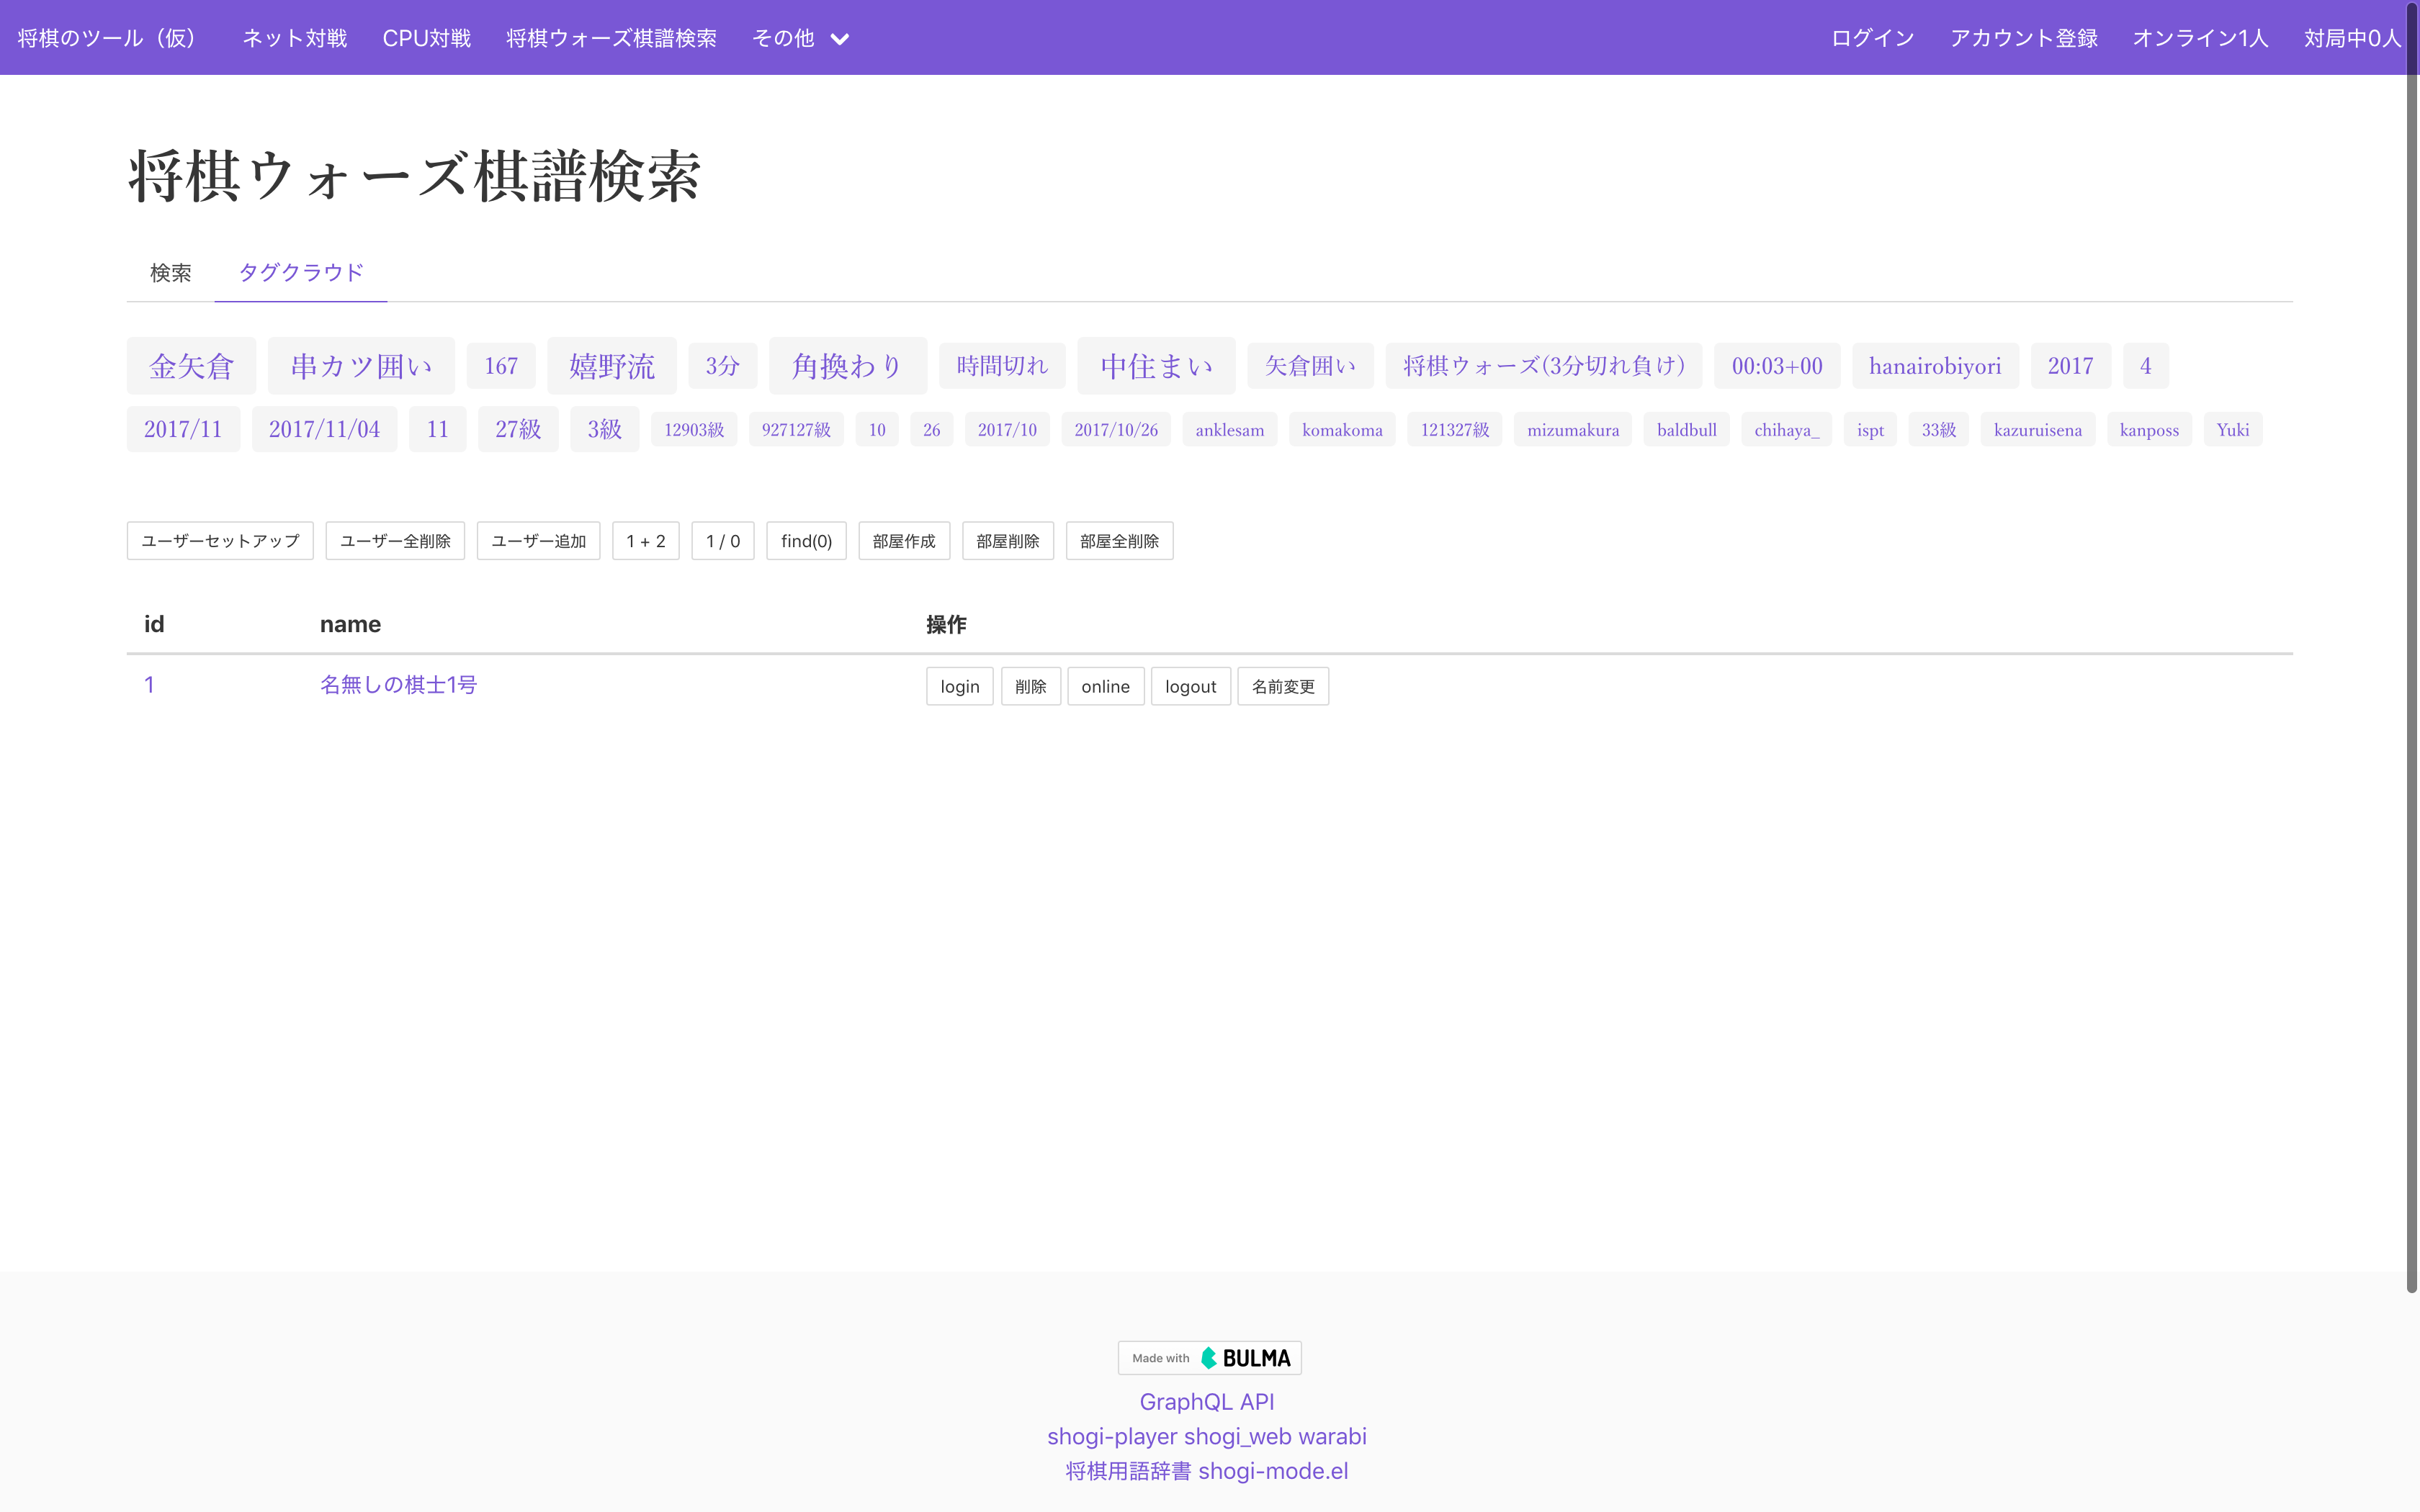 将棋のツール（仮） ネット対戦 CPU対戦 将棋ウォーズ棋譜検索 その他 ログイン アカウント登録 オンライン1人 対局中0人
将棋ウォーズ棋譜検索
検索 タグクラウド
金矢倉 串カツ囲い 167 嬉野流 3分 角換わり 時間切れ 中住まい 矢倉囲い 将棋ウォーズ(3分切れ負け) 00:03+00 hanairobiyori 2017 4
2017/11 2017/11/04 11 27級 3級 12903級 927127級 10 26 2017/10 2017/10/26 anklesam komakoma 121327級 mizumakura baldbull chihaya_ ispt 33級 kazuruisena kanposs Yuki
ユーザーセットアップ ユーザー全削除 ユーザー追加 1 + 2 1 / 0 find(0) 部屋作成 部屋削除 部屋全削除
id name 操作
1 名無しの棋士1号 login 削除 online logout 名前変更
Made with BULMA
GraphQL API
shogi-player shogi_web warabi
将棋用語辞書 shogi-mode.el